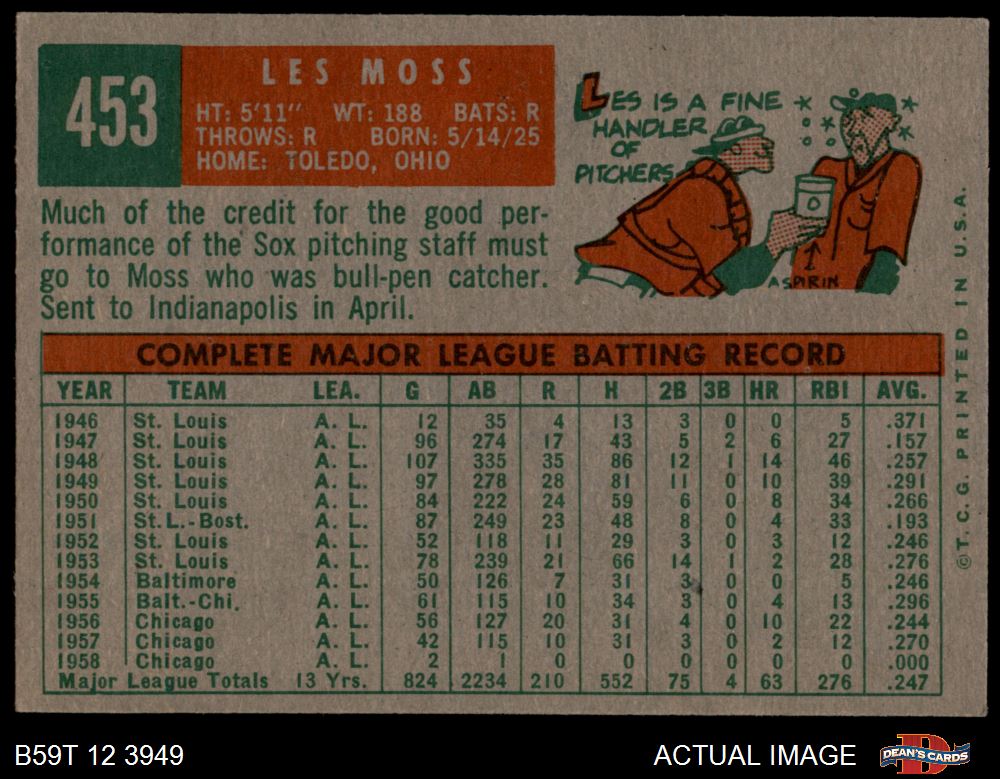 453
LES MOSS
HT: 5'11" WT: 188 BATS: R
THROWS: R BORN: 5/14/25
HOME: TOLEDO, OHIO
LES IS A FINE
HANDLER
OF
PITCHERS
ASPIRIN
Much of the credit for the good per-
formance of the Sox pitching staff must
go to Moss who was bull-pen catcher.
Sent to Indianapolis in April.
COMPLETE MAJOR LEAGUE BATTING RECORD
YEAR TEAM LEA. G AB R H 2B 3B HR RBI AVG.
1946 St. Louis A. L. 12 35 4 13 3 0 0 5 .371
1947 St. Louis A. L. 96 274 17 43 5 2 6 27 .157
1948 St. Louis A. L. 107 335 35 86 12 1 14 46 .257
1949 St. Louis A. L. 97 278 28 81 11 0 10 39 .291
1950 St. Louis A. L. 84 222 24 59 6 0 8 34 .266
1951 St.L.-Bost. A. L. 87 249 23 48 8 0 4 33 .193
1952 St. Louis A. L. 52 118 11 29 3 0 3 12 .246
1953 St. Louis A. L. 78 239 21 66 14 1 2 28 .276
1954 Baltimore A. L. 50 126 7 31 3 0 0 5 .246
1955 Balt.-Chi. A. L. 61 115 10 34 3 0 4 13 .296
1956 Chicago A. L. 56 127 20 31 4 0 10 22 .244
1957 Chicago A. L. 42 115 10 31 3 0 2 12 .270
1958 Chicago A. L. 2 1 0 0 0 0 0 0 .000
Major League Totals 13 Yrs. 824 2234 210 552 75 4 63 276 .247
© T. C. G. PRINTED IN U. S. A.
B59T 12 3949
ACTUAL IMAGE
DEAN'S CARDS